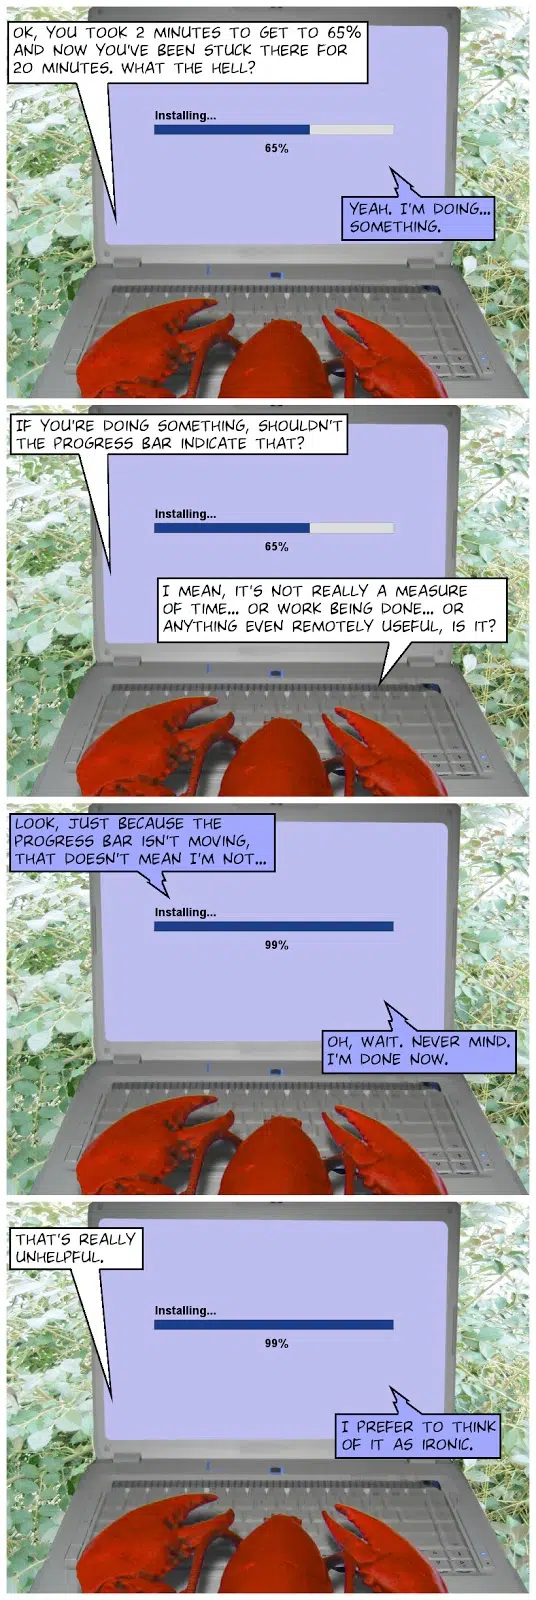 OK, YOU TOOK 2 MINUTES TO GET TO 65%
AND NOW YOU'VE BEEN STUCK THERE FOR
20 MINUTES. WHAT THE HELL?
Installing...
65%
YEAH. I'M DOING...
SOMETHING.
IF YOU'RE DOING SOMETHING, SHOULDN'T
THE PROGRESS BAR INDICATE THAT?
Installing...
65%
I MEAN, IT'S NOT REALLY A MEASURE
OF TIME... OR WORK BEING DONE... OR
ANYTHING EVEN REMOTELY USEFUL, IS IT?
LOOK, JUST BECAUSE THE
PROGRESS BAR ISN'T MOVING,
THAT DOESN'T MEAN I'M NOT...
Installing...
99%
OH, WAIT. NEVER MIND.
I'M DONE NOW.
THAT'S REALLY
UNHELPFUL.
Installing...
99%
I PREFER TO THINK
OF IT AS IRONIC.